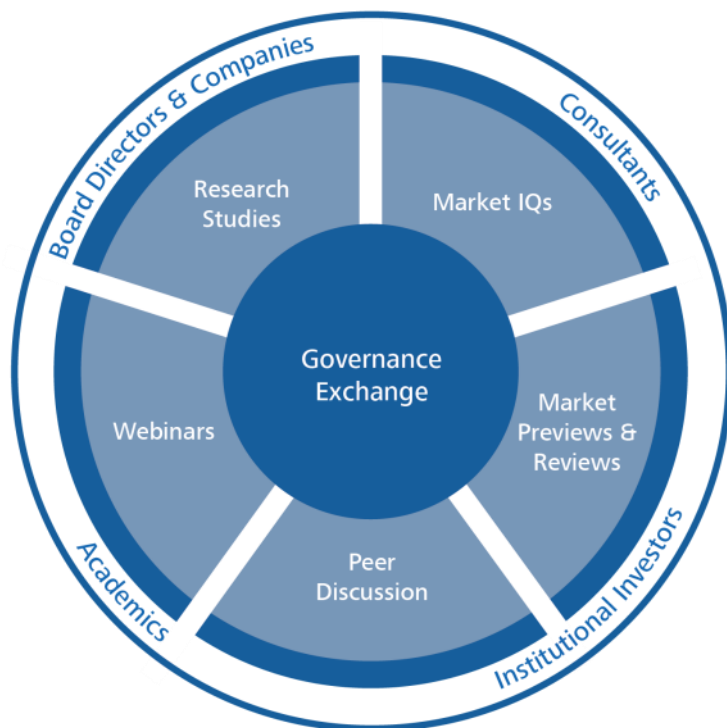 Board Directors & Companies
Consultants
Research
Studies
Market IQs
Governance
Exchange
Webinars
Market
Previews &
Reviews
Peer
Discussion
Academics
Institutional Investors